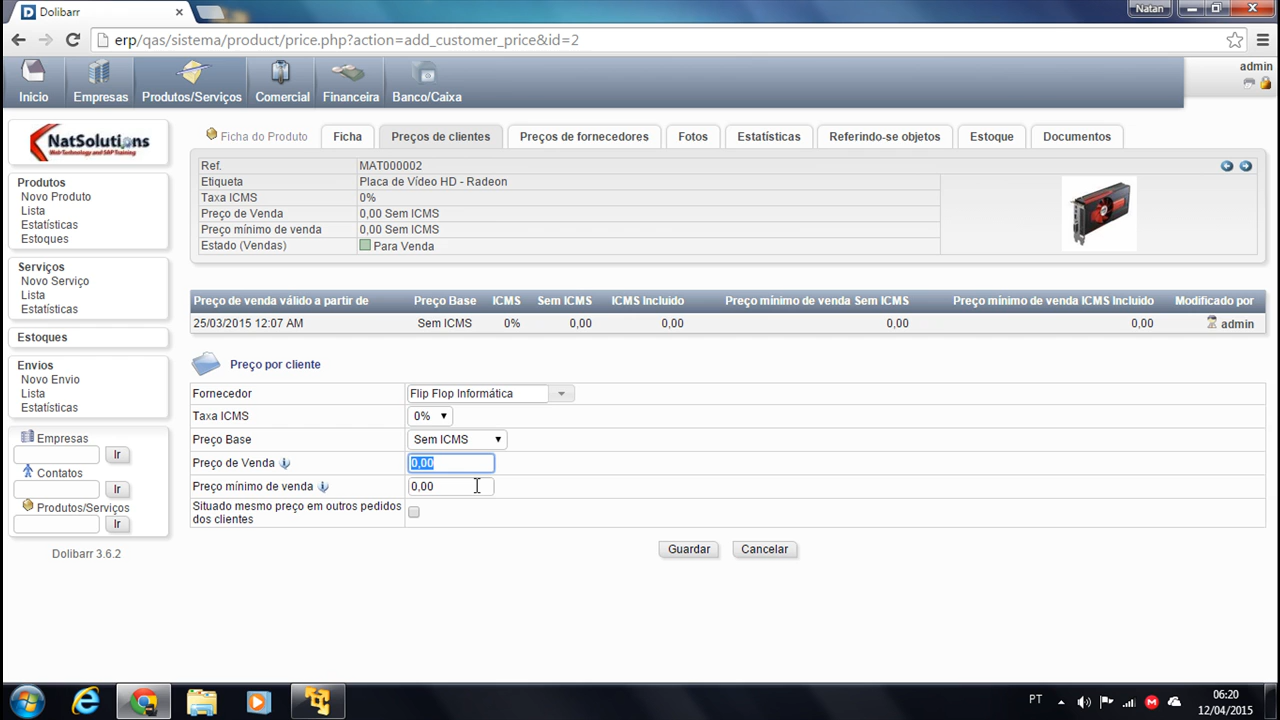 Dolibarr
Natan
erp/qas/sistema/product/price.php?action=add_customer_price&id=2
Inicio
Empresas
Produtos/Serviços
Comercial
Financeira
Banco/Caixa
admin
NatSolutions
Web Technology and SAP Training
Produtos
Novo Produto
Lista
Estatísticas
Estoques
Serviços
Novo Serviço
Lista
Estatísticas
Estoques
Envios
Novo Envio
Lista
Estatísticas
Empresas
Ir
Contatos
Ir
Produtos/Serviços
Ir
Dolibarr 3.6.2
Ficha do Produto
Ficha
Preços de clientes
Preços de fornecedores
Fotos
Estatísticas
Referindo-se objetos
Estoque
Documentos
Ref. MAT000002
Etiqueta Placa de Vídeo HD - Radeon
Taxa ICMS 0%
Preço de Venda 0,00 Sem ICMS
Preço mínimo de venda 0,00 Sem ICMS
Estado (Vendas) Para Venda
Preço de venda válido a partir de Preço Base ICMS Sem ICMS ICMS Incluido Preço mínimo de venda Sem ICMS Preço mínimo de venda ICMS Incluido Modificado por
25/03/2015 12:07 AM Sem ICMS 0% 0,00 0,00 0,00 0,00 admin
Preço por cliente
Fornecedor Flip Flop Informática
Taxa ICMS 0%
Preço Base Sem ICMS
Preço de Venda 0,00
Preço mínimo de venda 0,00
Situado mesmo preço em outros pedidos
dos clientes
Guardar Cancelar
PT
06:20
12/04/2015